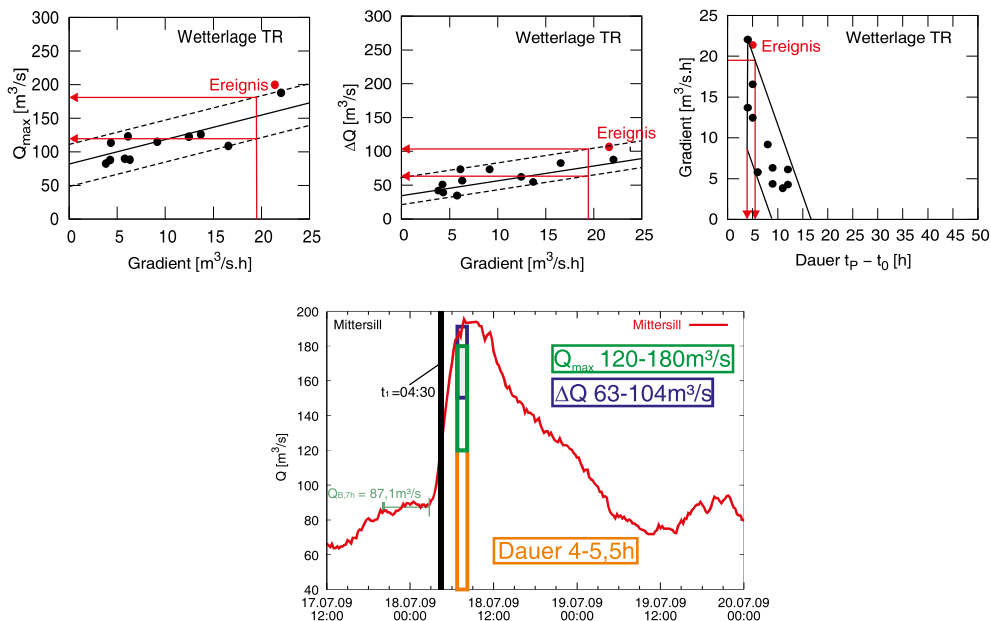 300
250
200
150
100
50
0
Qmax [m³/s]
Wetterlage TR
Ereignis
0 5 10 15 20 25
Gradient [m³/s.h]
300
250
200
150
100
50
0
ΔQ [m³/s]
Wetterlage TR
Ereignis
0 5 10 15 20 25
Gradient [m³/s.h]
25
20
15
10
5
0
Gradient [m³/s.h]
Wetterlage TR
Ereignis
0 5 10 15 20 25 30 35 40 45 50
Dauer tP – t0 [h]
200
180
160
140
120
100
80
60
40
Q [m³/s]
Mittersill
Mittersill
Qmax 120-180m³/s
ΔQ 63-104m³/s
t1=04:30
QB,7h = 87,1m³/s
Dauer 4-5,5h
17.07.09 18.07.09 18.07.09 19.07.09 19.07.09 20.07.09
12:00 00:00 12:00 00:00 12:00 00:00